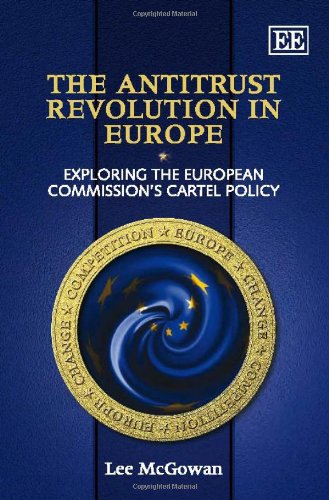 EE
THE ANTITRUST
REVOLUTION IN
EUROPE
★
EXPLORING THE EUROPEAN
COMMISSION'S CARTEL POLICY
COMPETITION ★ EUROPE ★ CHANGE ★ COMPETITION ★ EUROPE ★ CHANGE ★
Lee McGowan